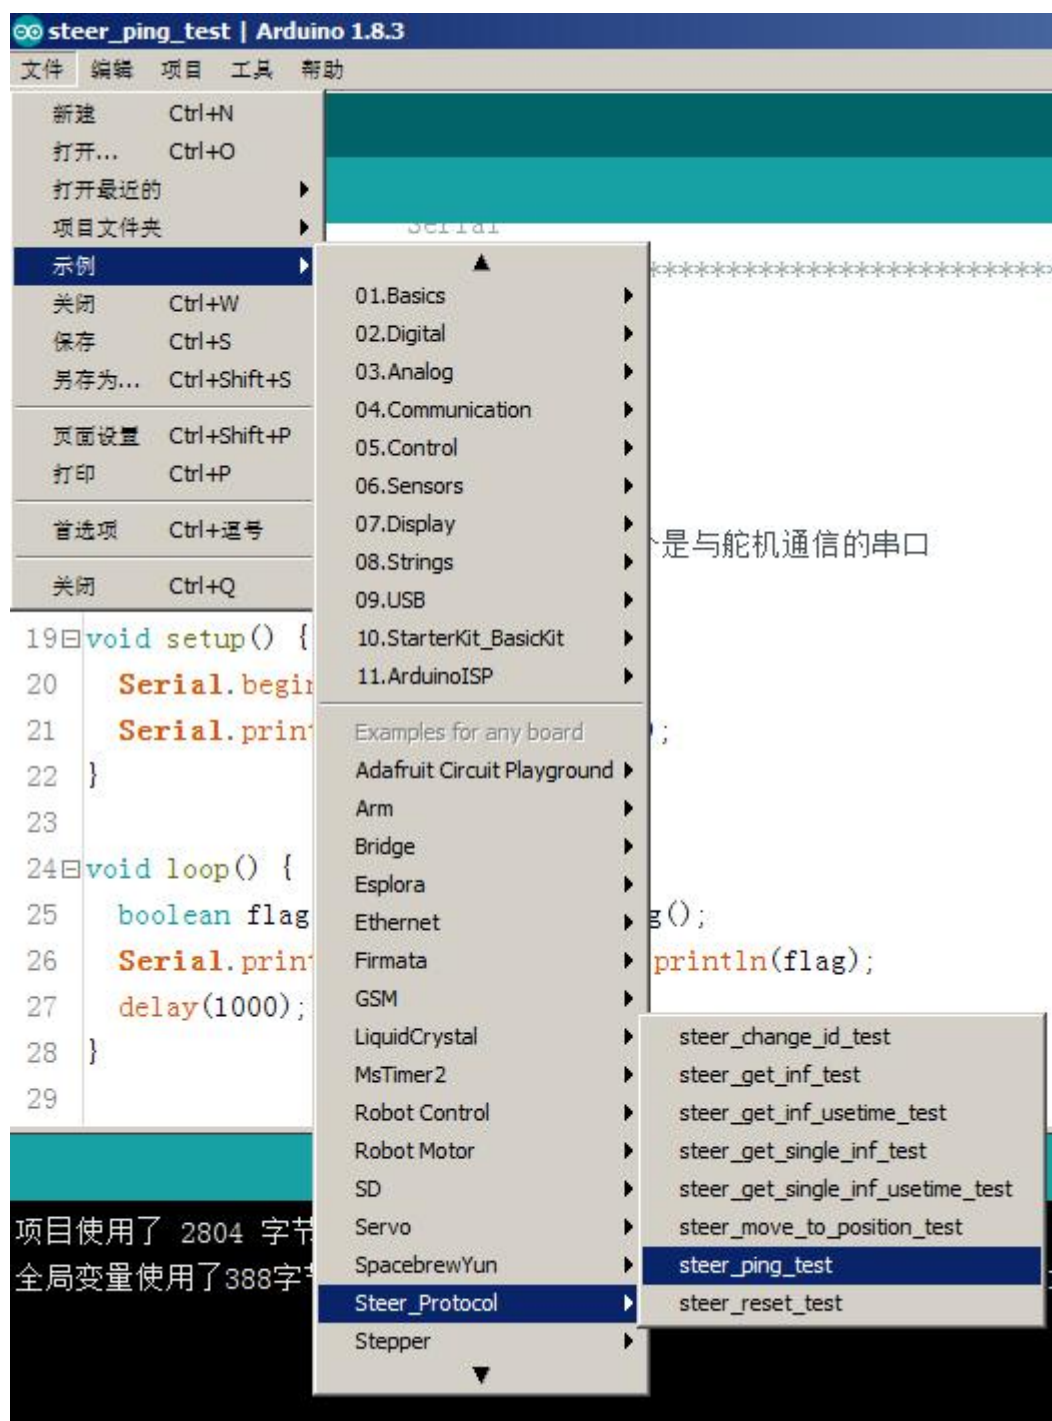 steer_ping_test | Arduino 1.8.3
文件 编辑 项目 工具 帮助
新建 Ctrl+N
打开... Ctrl+O
打开最近的
项目文件夹
示例
关闭 Ctrl+W
保存 Ctrl+S
另存为... Ctrl+Shift+S
页面设置 Ctrl+Shift+P
打印 Ctrl+P
首选项 Ctrl+逗号
关闭 Ctrl+Q
Serial
**************************
01.Basics
02.Digital
03.Analog
04.Communication
05.Control
06.Sensors
07.Display
08.Strings
09.USB
10.StarterKit_BasicKit
11.ArduinoISP
Examples for any board
Adafruit Circuit Playground
Arm
Bridge
Esplora
Ethernet
Firmata
GSM
LiquidCrystal
MsTimer2
Robot Control
Robot Motor
SD
Servo
SpacebrewYun
Steer_Protocol
Stepper
steer_change_id_test
steer_get_inf_test
steer_get_inf_usetime_test
steer_get_single_inf_test
steer_get_single_inf_usetime_test
steer_move_to_position_test
steer_ping_test
steer_reset_test
是与舵机通信的串口
19 void setup() {
20 Serial.begin
21 Serial.print );
22 }
23
24 void loop() {
25 boolean flag g();
26 Serial.print println(flag);
27 delay(1000);
28 }
29
项目使用了 2804 字节
全局变量使用了388字节